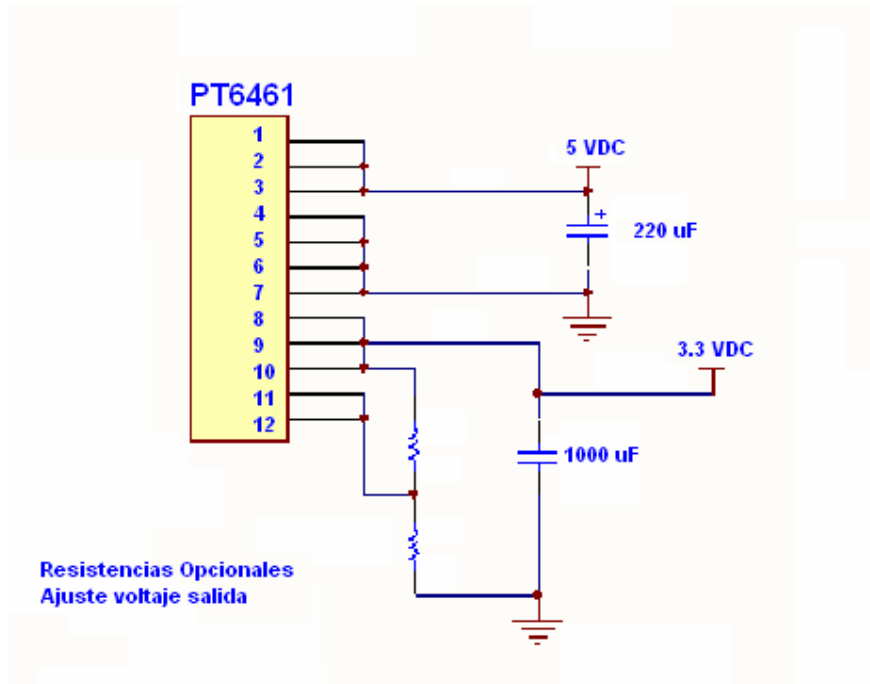 PT6461
1
2
3
4
5
6
7
8
9
10
11
12
5 VDC
+
220 uF
3.3 VDC
1000 uF
Resistencias Opcionales
Ajuste voltaje salida